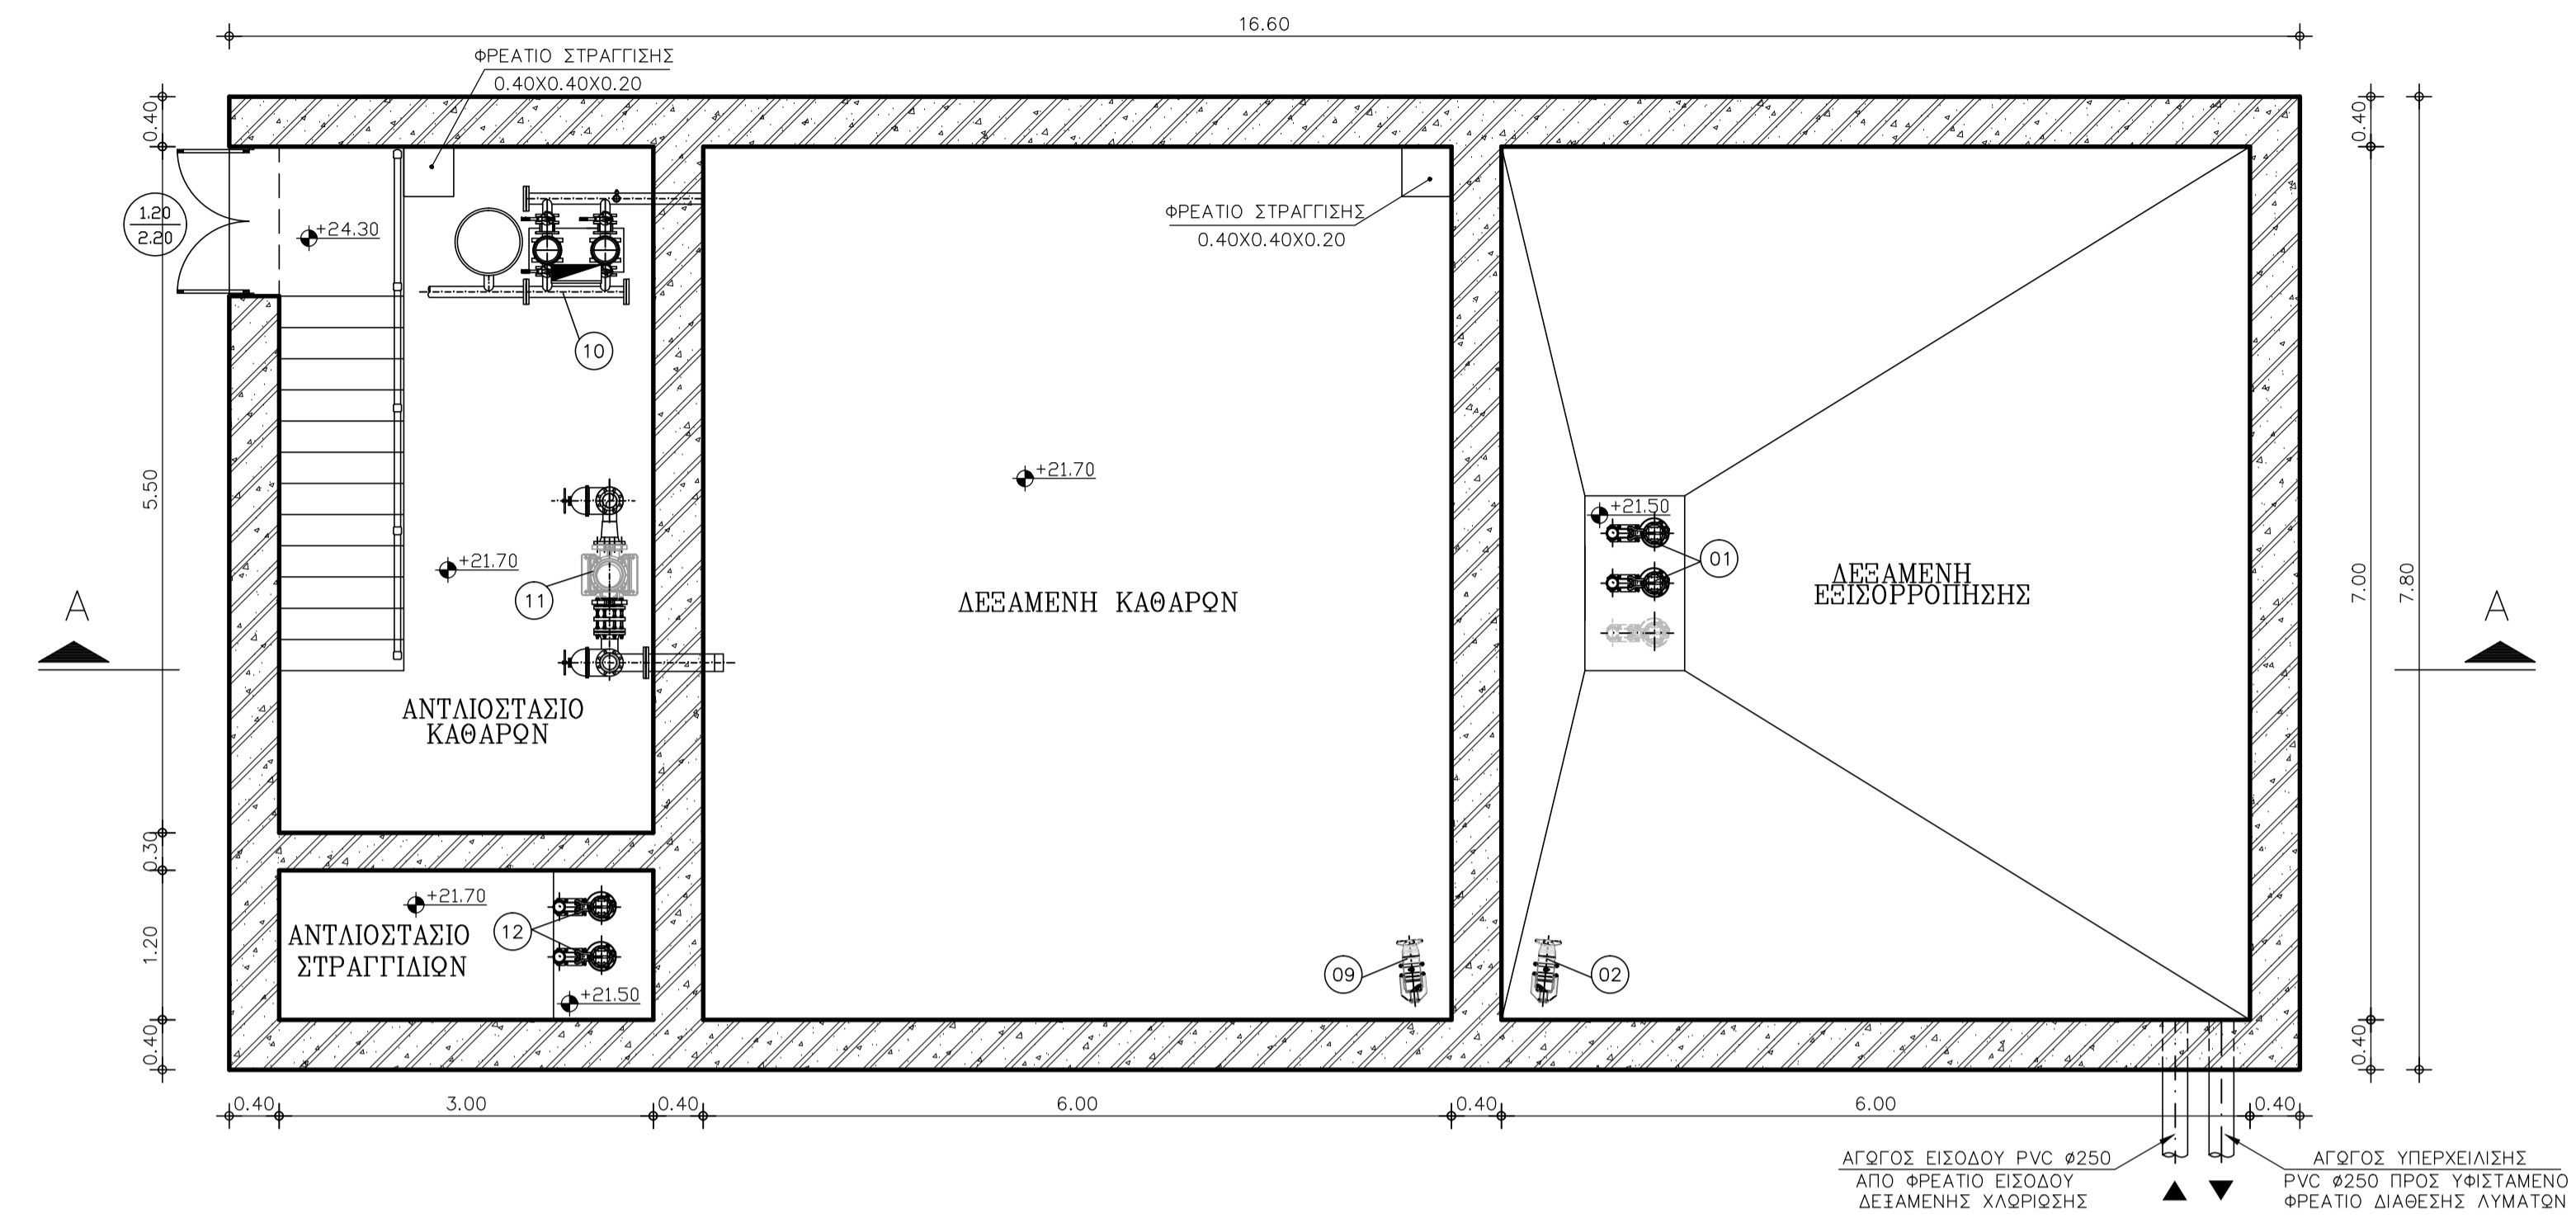 16.60
ΦΡΕΑΤΙΟ ΣΤΡΑΓΓΙΣΗΣ
0.40X0.40X0.20
0.40
0.40
1.20
2.20
+24.30
ΦΡΕΑΤΙΟ ΣΤΡΑΓΓΙΣΗΣ
0.40X0.40X0.20
10
+21.70
5.50
+21.50
+21.70
01
11
ΔΕΞΑΜΕΝΗ ΚΑΘΑΡΩΝ
ΔΕΞΑΜΕΝΗ
ΕΞΙΣΟΡΡΟΠΗΣΗΣ
7.00
7.80
A
A
ΑΝΤΛΙΟΣΤΑΣΙΟ
ΚΑΘΑΡΩΝ
0.30
+21.70
12
ΑΝΤΛΙΟΣΤΑΣΙΟ
ΣΤΡΑΓΓΙΔΙΩΝ
1.20
09
02
+21.50
0.40
0.40
0.40
3.00
0.40
6.00
0.40
6.00
0.40
ΑΓΩΓΟΣ ΕΙΣΟΔΟΥ PVC Ø250
ΑΠΟ ΦΡΕΑΤΙΟ ΕΙΣΟΔΟΥ
ΔΕΞΑΜΕΝΗΣ ΧΛΩΡΙΩΣΗΣ
ΑΓΩΓΟΣ ΥΠΕΡΧΕΙΛΙΣΗΣ
PVC Ø250 ΠΡΟΣ ΥΦΙΣΤΑΜΕΝΟ
ΦΡΕΑΤΙΟ ΔΙΑΘΕΣΗΣ ΛΥΜΑΤΩΝ